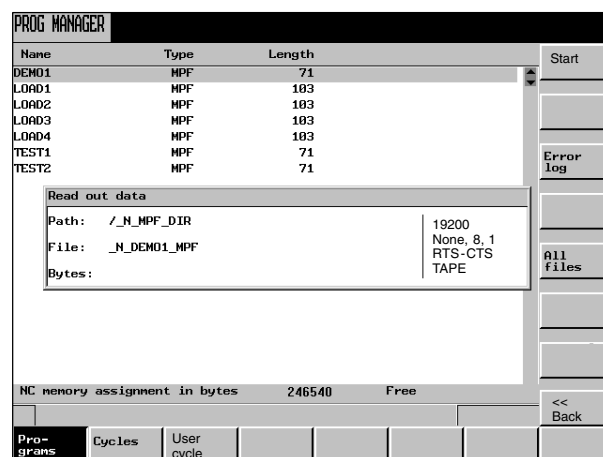 PROG MANAGER
Name Type Length
DEMO1 MPF 71
LOAD1 MPF 103
LOAD2 MPF 103
LOAD3 MPF 103
LOAD4 MPF 103
TEST1 MPF 71
TEST2 MPF 71
Read out data
Path: /_N_MPF_DIR
File: _N_DEMO1_MPF
Bytes:
19200
None, 8, 1
RTS-CTS
TAPE
NC memory assignment in bytes 246540 Free
Start
Error
log
All
files
<<
Back
Pro-
grams
Cycles
User
cycle